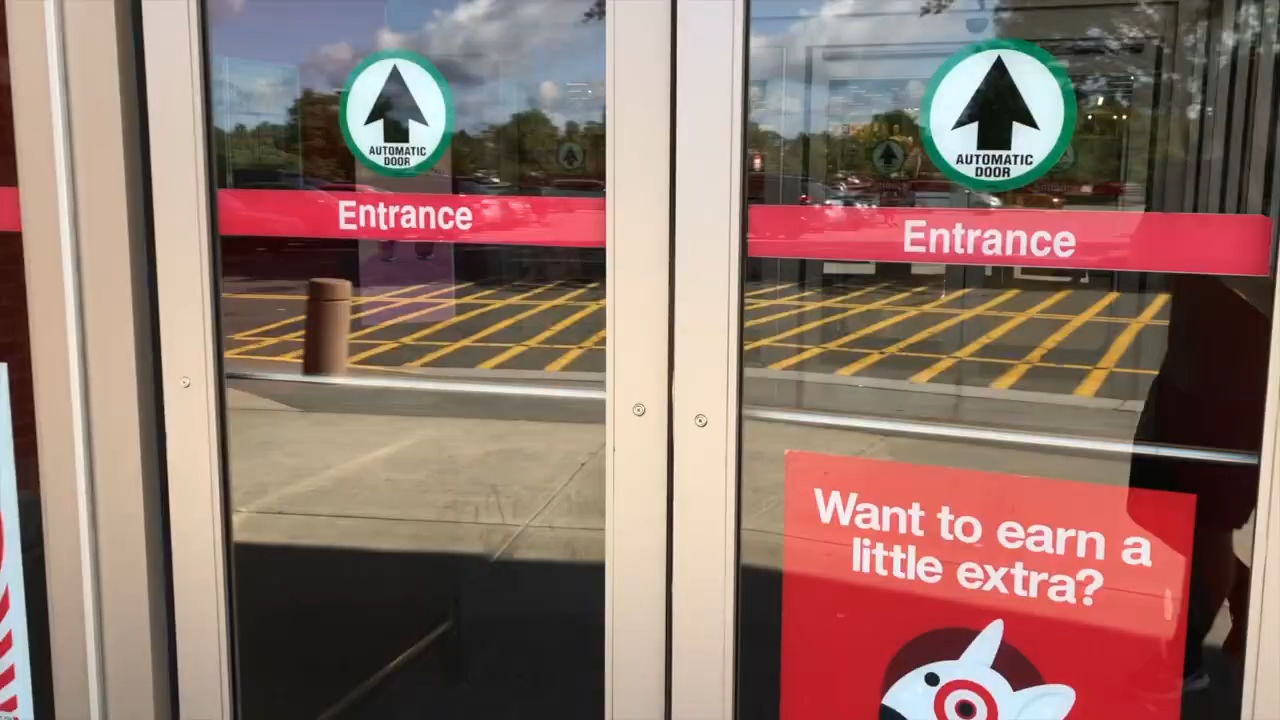 AUTOMATIC
DOOR
Entrance
AUTOMATIC
DOOR
Entrance
Want to earn a
little extra?